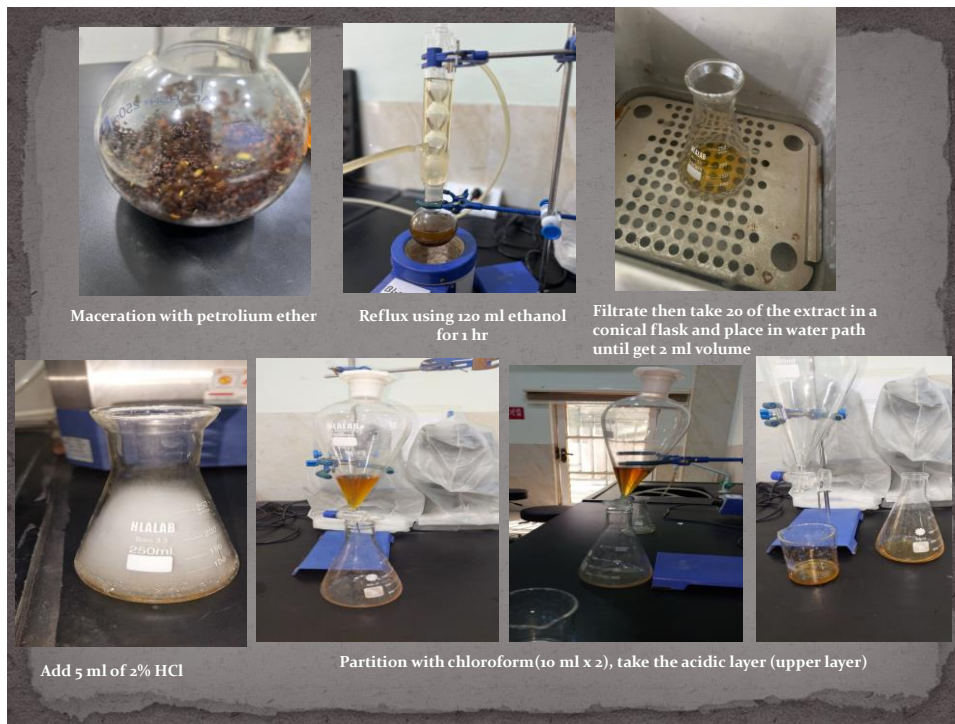 Maceration with petrolium ether
Reflux using 120 ml ethanol
for 1 hr
Filtrate then take 20 of the extract in a
conical flask and place in water path
until get 2 ml volume
HLALAB
250ml
HLALAB
Add 5 ml of 2% HCl
Partition with chloroform(10 ml x 2), take the acidic layer (upper layer)